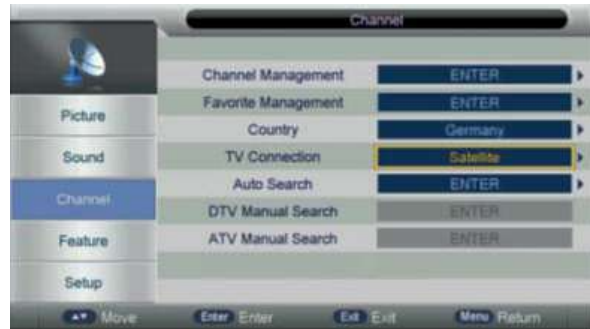 Channel
Channel Management ENTER
Favorite Management ENTER
Picture
Country Germany
Sound
TV Connection Satellite
Auto Search ENTER
Channel
DTV Manual Search ENTER
ATV Manual Search ENTER
Feature
Setup
Move Enter Enter Exit Exit Menu Return